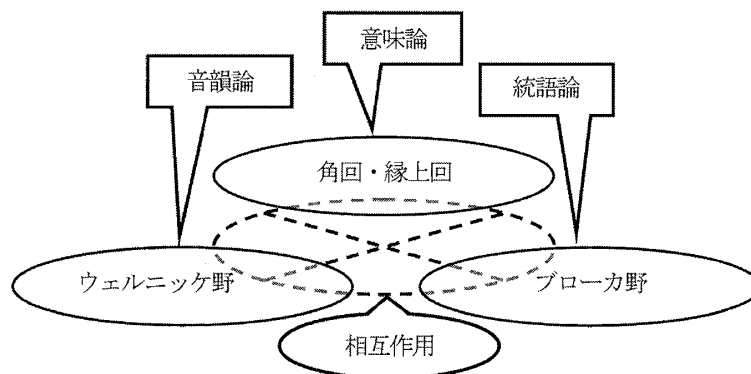 意味論
音韻論
統語論
角回・縁上回
ウェルニッケ野
ブローカ野
相互作用